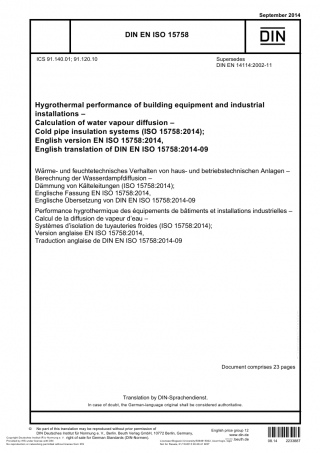 September 2014
DIN EN ISO 15758
DIN
ICS 91.140.01; 91.120.10
Supersedes
DIN EN 14114:2002-11
Hygrothermal performance of building equipment and industrial
installations –
Calculation of water vapour diffusion –
Cold pipe insulation systems (ISO 15758:2014);
English version EN ISO 15758:2014,
English translation of DIN EN ISO 15758:2014-09
Wärme- und feuchtetechnisches Verhalten von haus- und betriebstechnischen Anlagen –
Berechnung der Wasserdampfdiffusion –
Dämmung von Kälteleitungen (ISO 15758:2014);
Englische Fassung EN ISO 15758:2014,
Englische Übersetzung von DIN EN ISO 15758:2014-09
Performance hygrothermique des équipements de bâtiments et installations industrielles –
Calcul de la diffusion de vapeur d'eau –
Systèmes d'isolation de tuyauteries froides (ISO 15758:2014);
Version anglaise EN ISO 15758:2014,
Traduction anglaise de DIN EN ISO 15758:2014-09
Document comprises 23 pages
Translation by DIN-Sprachendienst.
In case of doubt, the German-language original shall be considered authoritative.
No part of this translation may be reproduced without prior permission of
DIN Deutsches Institut für Normung e. V., Berlin. Beuth Verlag GmbH, 10772 Berlin, Germany,
right of sale for German Standards (DIN-Normen).
English price group 13
www.din.de
www.beuth.de